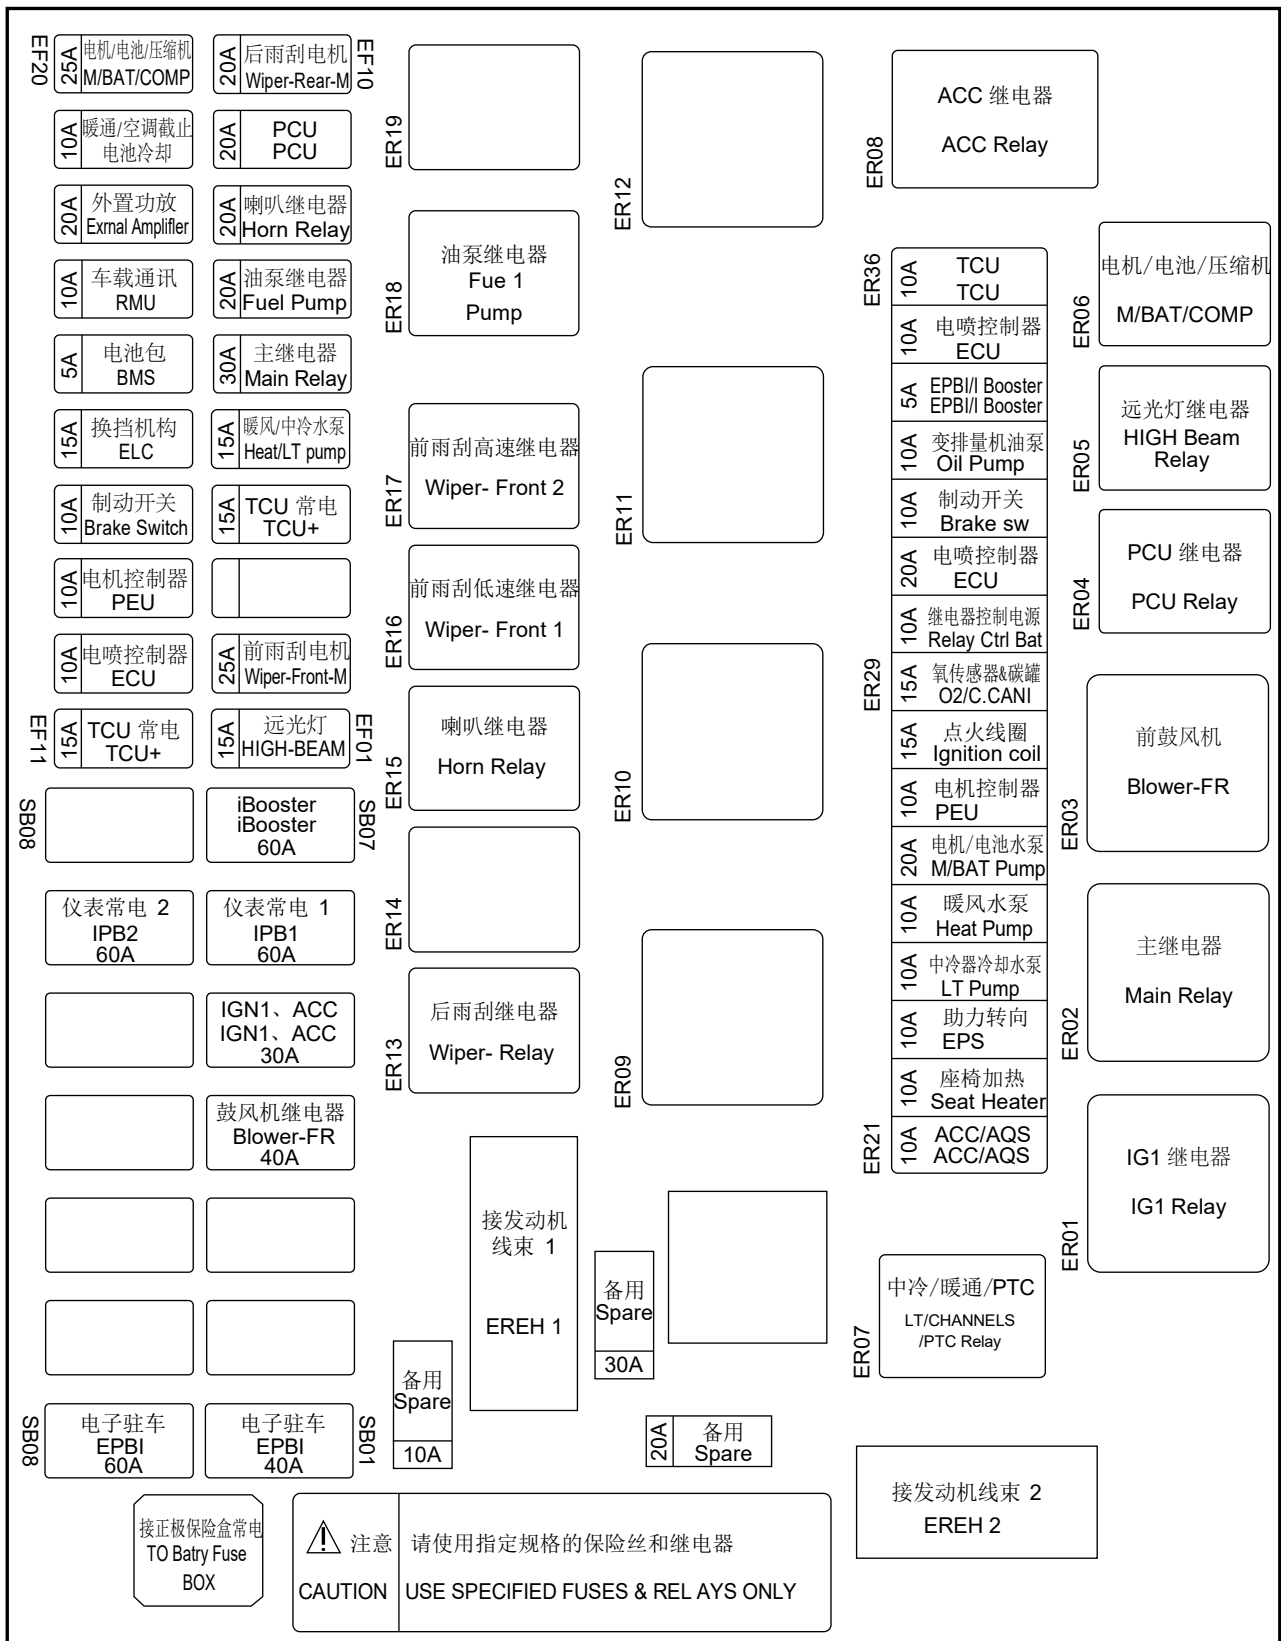 EF20
25A
电机/电池/压缩机
M/BAT/COMP
20A
后雨刮电机
Wiper-Rear-M
EF10
10A
暖通/空调截止
电池冷却
20A
PCU
PCU
20A
外置功放
Exrnal Amplifler
20A
喇叭继电器
Horn Relay
10A
车载通讯
RMU
20A
油泵继电器
Fuel Pump
5A
电池包
BMS
30A
主继电器
Main Relay
15A
换挡机构
ELC
15A
暖风/中冷水泵
Heat/LT pump
10A
制动开关
Brake Switch
15A
TCU 常电
TCU+
10A
电机控制器
PEU
10A
电喷控制器
ECU
25A
前雨刮电机
Wiper-Front-M
EF11
15A
TCU 常电
TCU+
15A
远光灯
HIGH-BEAM
EF01
SB08
iBooster
iBooster
60A
SB07
仪表常电 2
IPB2
60A
仪表常电 1
IPB1
60A
IGN1、ACC
IGN1、ACC
30A
鼓风机继电器
Blower-FR
40A
SB08
电子驻车
EPBI
60A
电子驻车
EPBI
40A
SB01
接正极保险盒常电
TO Batry Fuse
BOX
ER19
ER18
油泵继电器
Fue 1
Pump
ER17
前雨刮高速继电器
Wiper- Front 2
ER16
前雨刮低速继电器
Wiper- Front 1
ER15
喇叭继电器
Horn Relay
ER14
ER13
后雨刮继电器
Wiper- Relay
接发动机
线束 1
EREH 1
备用
Spare
10A
备用
Spare
30A
20A
备用
Spare
注意
请使用指定规格的保险丝和继电器
CAUTION
USE SPECIFIED FUSES & REL AYS ONLY
ER12
ER11
ER10
ER09
ER08
ACC 继电器
ACC Relay
ER36
10A
TCU
TCU
10A
电喷控制器
ECU
5A
EPBI/I Booster
EPBI/I Booster
10A
变排量机油泵
Oil Pump
10A
制动开关
Brake sw
20A
电喷控制器
ECU
10A
继电器控制电源
Relay Ctrl Bat
ER29
15A
氧传感器&碳罐
O2/C.CANI
15A
点火线圈
Ignition coil
10A
电机控制器
PEU
20A
电机/电池水泵
M/BAT Pump
10A
暖风水泵
Heat Pump
10A
中冷器冷却水泵
LT Pump
10A
助力转向
EPS
10A
座椅加热
Seat Heater
ER21
10A
ACC/AQS
ACC/AQS
ER07
中冷/暖通/PTC
LT/CHANNELS
/PTC Relay
接发动机线束 2
EREH 2
ER06
电机/电池/压缩机
M/BAT/COMP
ER05
远光灯继电器
HIGH Beam
Relay
ER04
PCU 继电器
PCU Relay
ER03
前鼓风机
Blower-FR
ER02
主继电器
Main Relay
ER01
IG1 继电器
IG1 Relay